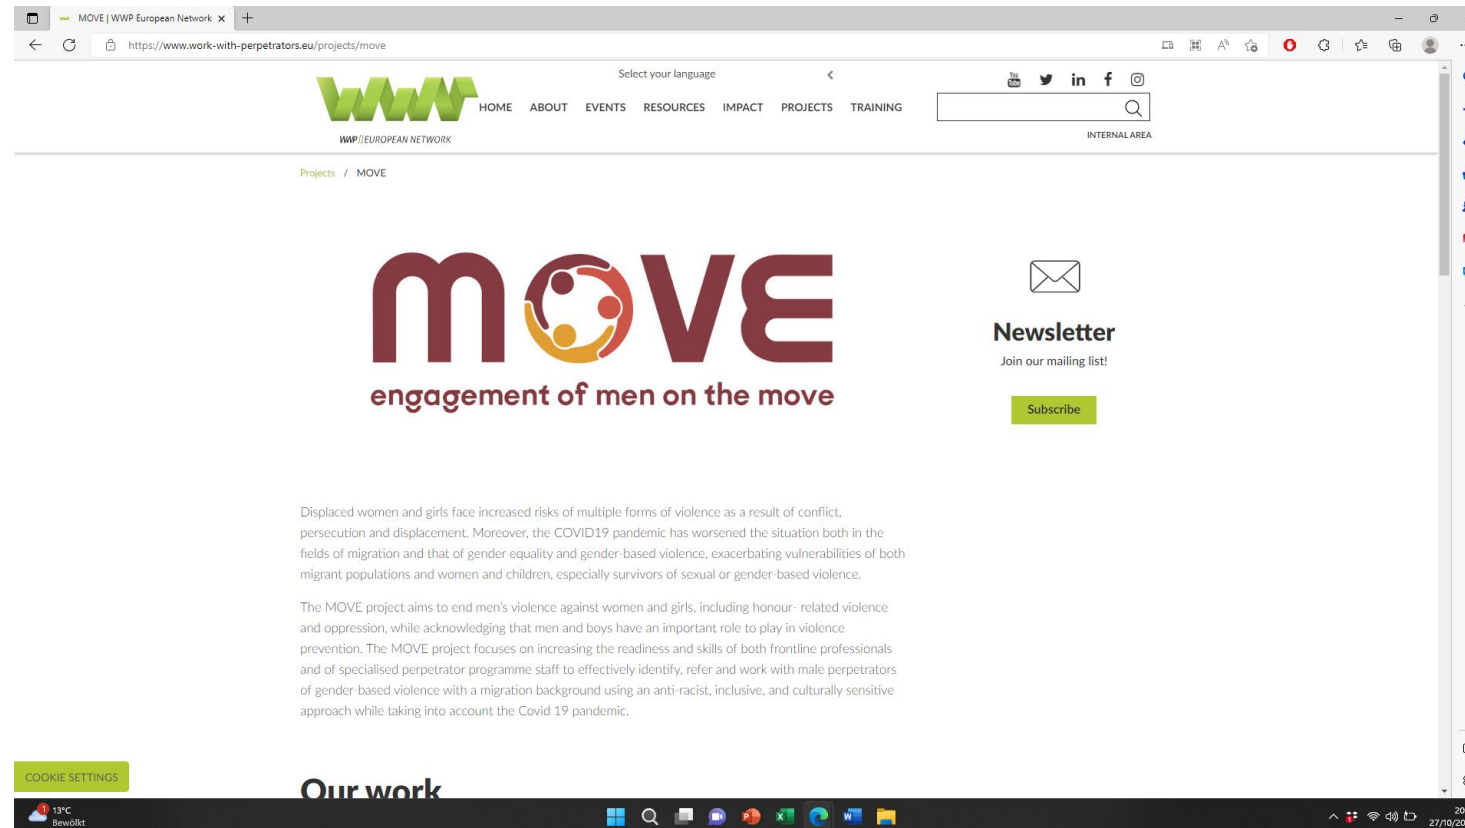 MOVE | WWP European Network
https://www.work-with-perpetrators.eu/projects/move
Select your language
HOME ABOUT EVENTS RESOURCES IMPACT PROJECTS TRAINING
WWP||EUROPEAN NETWORK
INTERNAL AREA
Projects / MOVE
move
engagement of men on the move
Newsletter
Join our mailing list!
Subscribe
Displaced women and girls face increased risks of multiple forms of violence as a result of conflict,
persecution and displacement. Moreover, the COVID19 pandemic has worsened the situation both in the
fields of migration and that of gender equality and gender-based violence, exacerbating vulnerabilities of both
migrant populations and women and children, especially survivors of sexual or gender-based violence.
The MOVE project aims to end men's violence against women and girls, including honour- related violence
and oppression, while acknowledging that men and boys have an important role to play in violence
prevention. The MOVE project focuses on increasing the readiness and skills of both frontline professionals
and of specialised perpetrator programme staff to effectively identify, refer and work with male perpetrators
of gender-based violence with a migration background using an anti-racist, inclusive, and culturally sensitive
approach while taking into account the Covid 19 pandemic.
COOKIE SETTINGS
Our work
1
13°C
Bewölkt
20
27/10/20